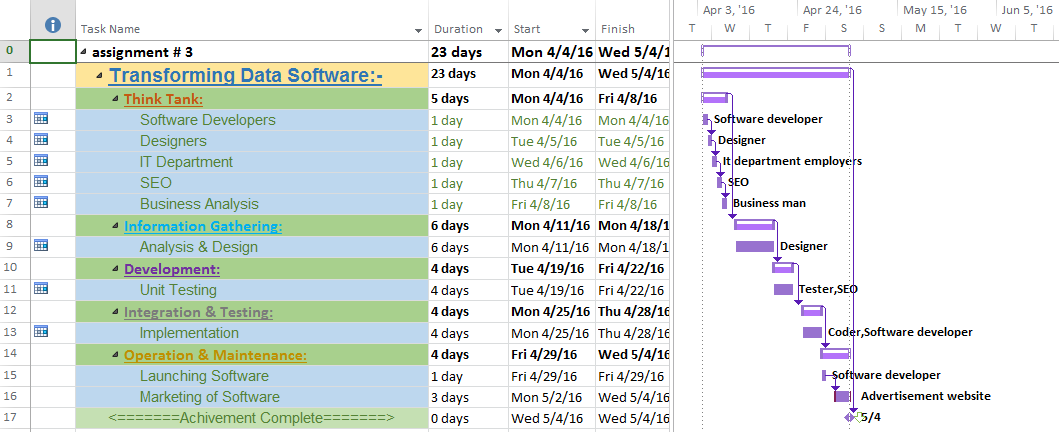 Apr 3, '16 Apr 24, '16 May 15, '16 Jun 5, '16
Task Name Duration Start Finish T W T F S S M T
0 assignment # 3 23 days Mon 4/4/16 Wed 5/4/1
1 Transforming Data Software:- 23 days Mon 4/4/16 Wed 5/4/16
2 Think Tank: 5 days Mon 4/4/16 Fri 4/8/16
3 Software Developers 1 day Mon 4/4/16 Mon 4/4/16 Software developer
4 Designers 1 day Tue 4/5/16 Tue 4/5/16 Designer
5 IT Department 1 day Wed 4/6/16 Wed 4/6/16 It department employers
6 SEO 1 day Thu 4/7/16 Thu 4/7/16 SEO
7 Business Analysis 1 day Fri 4/8/16 Fri 4/8/16 Business man
8 Information Gathering: 6 days Mon 4/11/16 Mon 4/18/1
9 Analysis & Design 6 days Mon 4/11/16 Mon 4/18/1 Designer
10 Development: 4 days Tue 4/19/16 Fri 4/22/16
11 Unit Testing 4 days Tue 4/19/16 Fri 4/22/16 Tester,SEO
12 Integration & Testing: 4 days Mon 4/25/16 Thu 4/28/16
13 Implementation 4 days Mon 4/25/16 Thu 4/28/16 Coder,Software developer
14 Operation & Maintenance: 4 days Fri 4/29/16 Wed 5/4/16
15 Launching Software 1 day Fri 4/29/16 Fri 4/29/16 Software developer
16 Marketing of Software 3 days Mon 5/2/16 Wed 5/4/16 Advertisement website
17 <=======Achivement Complete=======> 0 days Wed 5/4/16 Wed 5/4/16 5/4